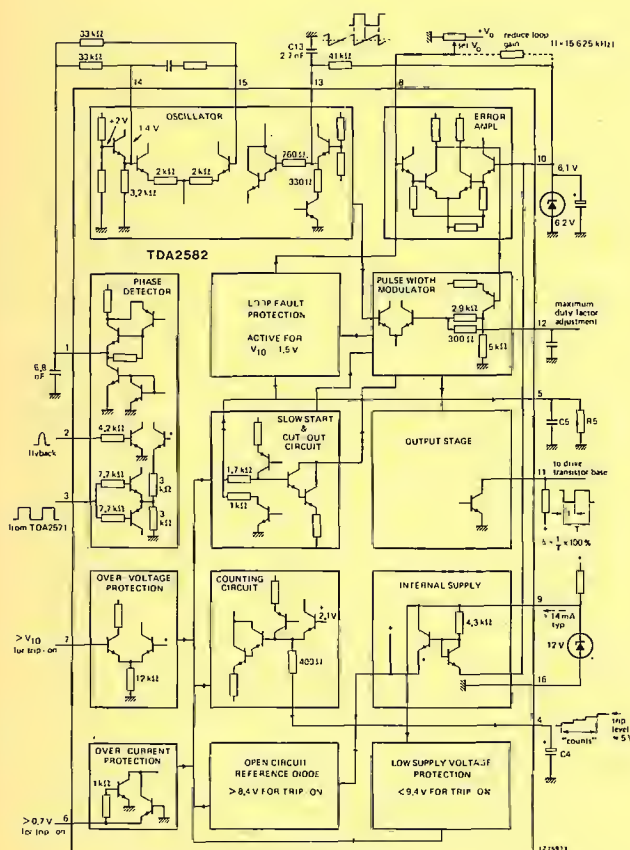 33 kΩ
33 kΩ
C13
2.7 nF
41 kΩ
+V₀
set V₀
reduce loop
gain
(f = 15 625 kHz)
14
15
13
8
OSCILLATOR
+2V
1.4 V
3,2 kΩ
2 kΩ
2 kΩ
760 Ω
330 Ω
ERROR
AMPL
10
6,1 V
6.2 V
TDA2582
PHASE
DETECTOR
1
6,8
nF
2
flyback
4,2 kΩ
3
from TDA2571
7,7 kΩ
7,7 kΩ
3
kΩ
3
kΩ
LOOP FAULT
PROTECTION
ACTIVE FOR
V10 1,5 V
PULSE WIDTH
MODULATOR
2,9 kΩ
300 Ω
5 kΩ
maximum
duty factor
adjustment
12
5
C5
R5
SLOW START
&
CUT OUT
CIRCUIT
1,7 kΩ
1 kΩ
OUTPUT STAGE
to drive
transistor base
11
T
δ = t/T x 100 %
OVER-VOLTAGE
PROTECTION
> V10
for trip-on
7
12 kΩ
COUNTING
CIRCUIT
2,1V
400 Ω
INTERNAL SUPPLY
4,3 kΩ
9
14 mA
typ
12 V
16
4
C4
"counts"
trip
level
≈ 5 V
OVER CURRENT
PROTECTION
1 kΩ
> 0,7 V
for trip-on
6
OPEN CIRCUIT
REFERENCE DIODE
> 8,4 V FOR TRIP-ON
LOW SUPPLY VOLTAGE
PROTECTION
< 9,4 V FOR TRIP-ON